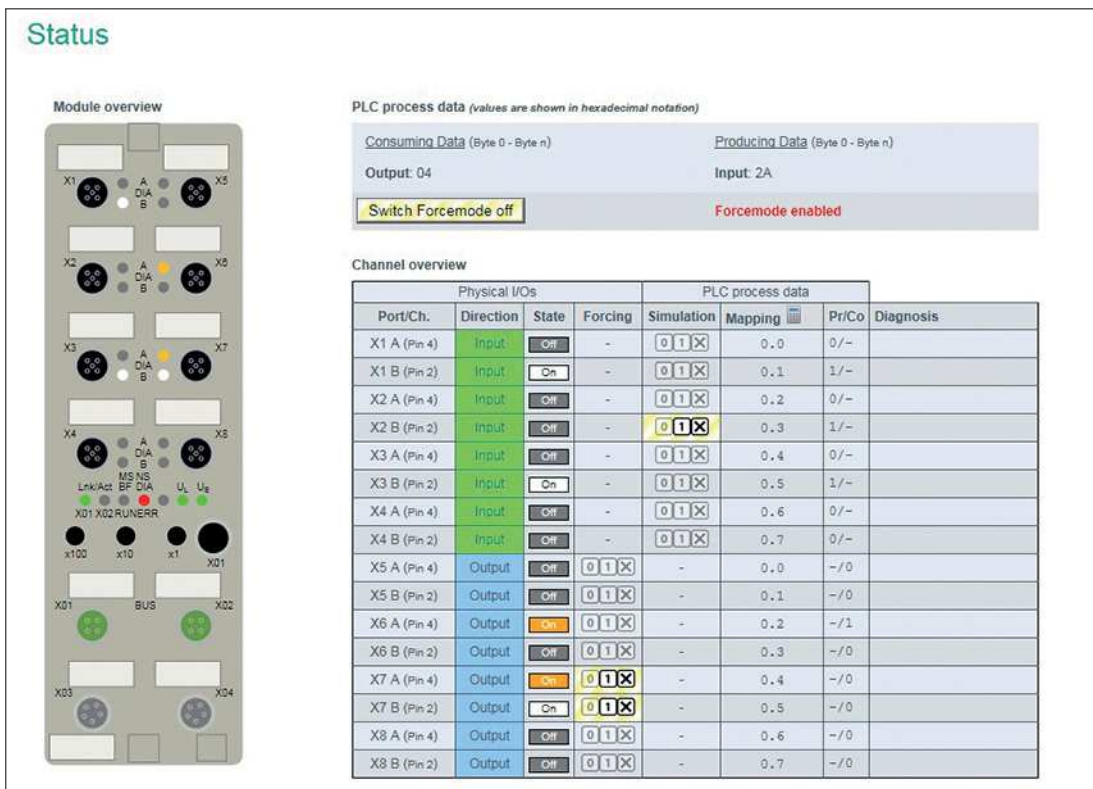 Status
Module overview
X1 A X5
DIA
B
X2 A X6
DIA
B
X3 A X7
DIA
B
X4 A X8
DIA
B
MS NS
Lnk/Act BF DIA UL US
X01 X02 RUN ERR
x100 x10 x1 X01
X01 BUS X02
X03 X04
PLC process data (values are shown in hexadecimal notation)
Consuming Data (Byte 0 - Byte n) Producing Data (Byte 0 - Byte n)
Output: 04 Input: 2A
Switch Forcemode off Forcemode enabled
Channel overview
Physical I/Os PLC process data
Port/Ch. Direction State Forcing Simulation Mapping Pr/Co Diagnosis
X1 A (Pin 4) Input Off - 0 1 X 0.0 0/-
X1 B (Pin 2) Input On - 0 1 X 0.1 1/-
X2 A (Pin 4) Input Off - 0 1 X 0.2 0/-
X2 B (Pin 2) Input Off - 0 1 X 0.3 1/-
X3 A (Pin 4) Input Off - 0 1 X 0.4 0/-
X3 B (Pin 2) Input On - 0 1 X 0.5 1/-
X4 A (Pin 4) Input Off - 0 1 X 0.6 0/-
X4 B (Pin 2) Input Off - 0 1 X 0.7 0/-
X5 A (Pin 4) Output Off 0 1 X - 0.0 -/0
X5 B (Pin 2) Output Off 0 1 X - 0.1 -/0
X6 A (Pin 4) Output On 0 1 X - 0.2 -/1
X6 B (Pin 2) Output Off 0 1 X - 0.3 -/0
X7 A (Pin 4) Output On 0 1 X - 0.4 -/0
X7 B (Pin 2) Output On 0 1 X - 0.5 -/0
X8 A (Pin 4) Output Off 0 1 X - 0.6 -/0
X8 B (Pin 2) Output Off 0 1 X - 0.7 -/0